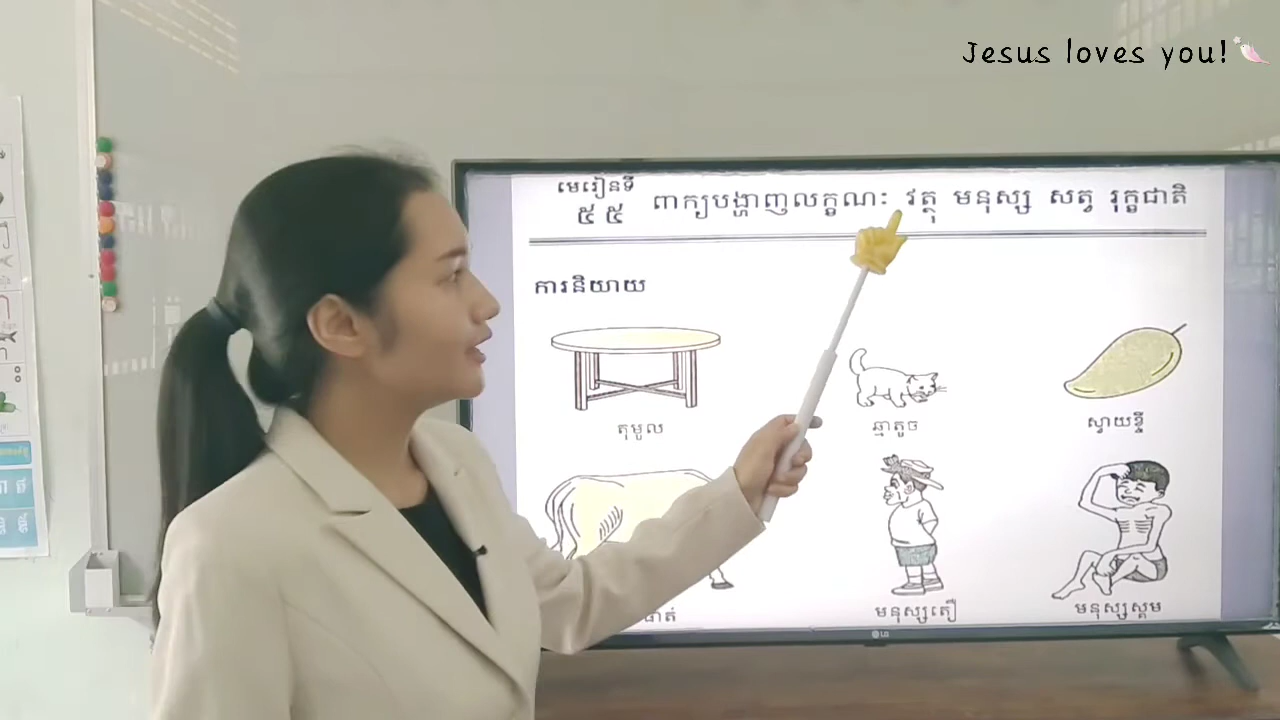 Jesus loves you!
មេរៀនទី
៥៥ ពាក្យបង្ហាញលក្ខណៈ វត្ថុ មនុស្ស សត្វ រុក្ខជាតិ
ការនិយាយ
តុមូល ឆ្មាតូច ស្វាយខ្ចី
ធាត់ មនុស្សតឿ មនុស្សស្គម
LG